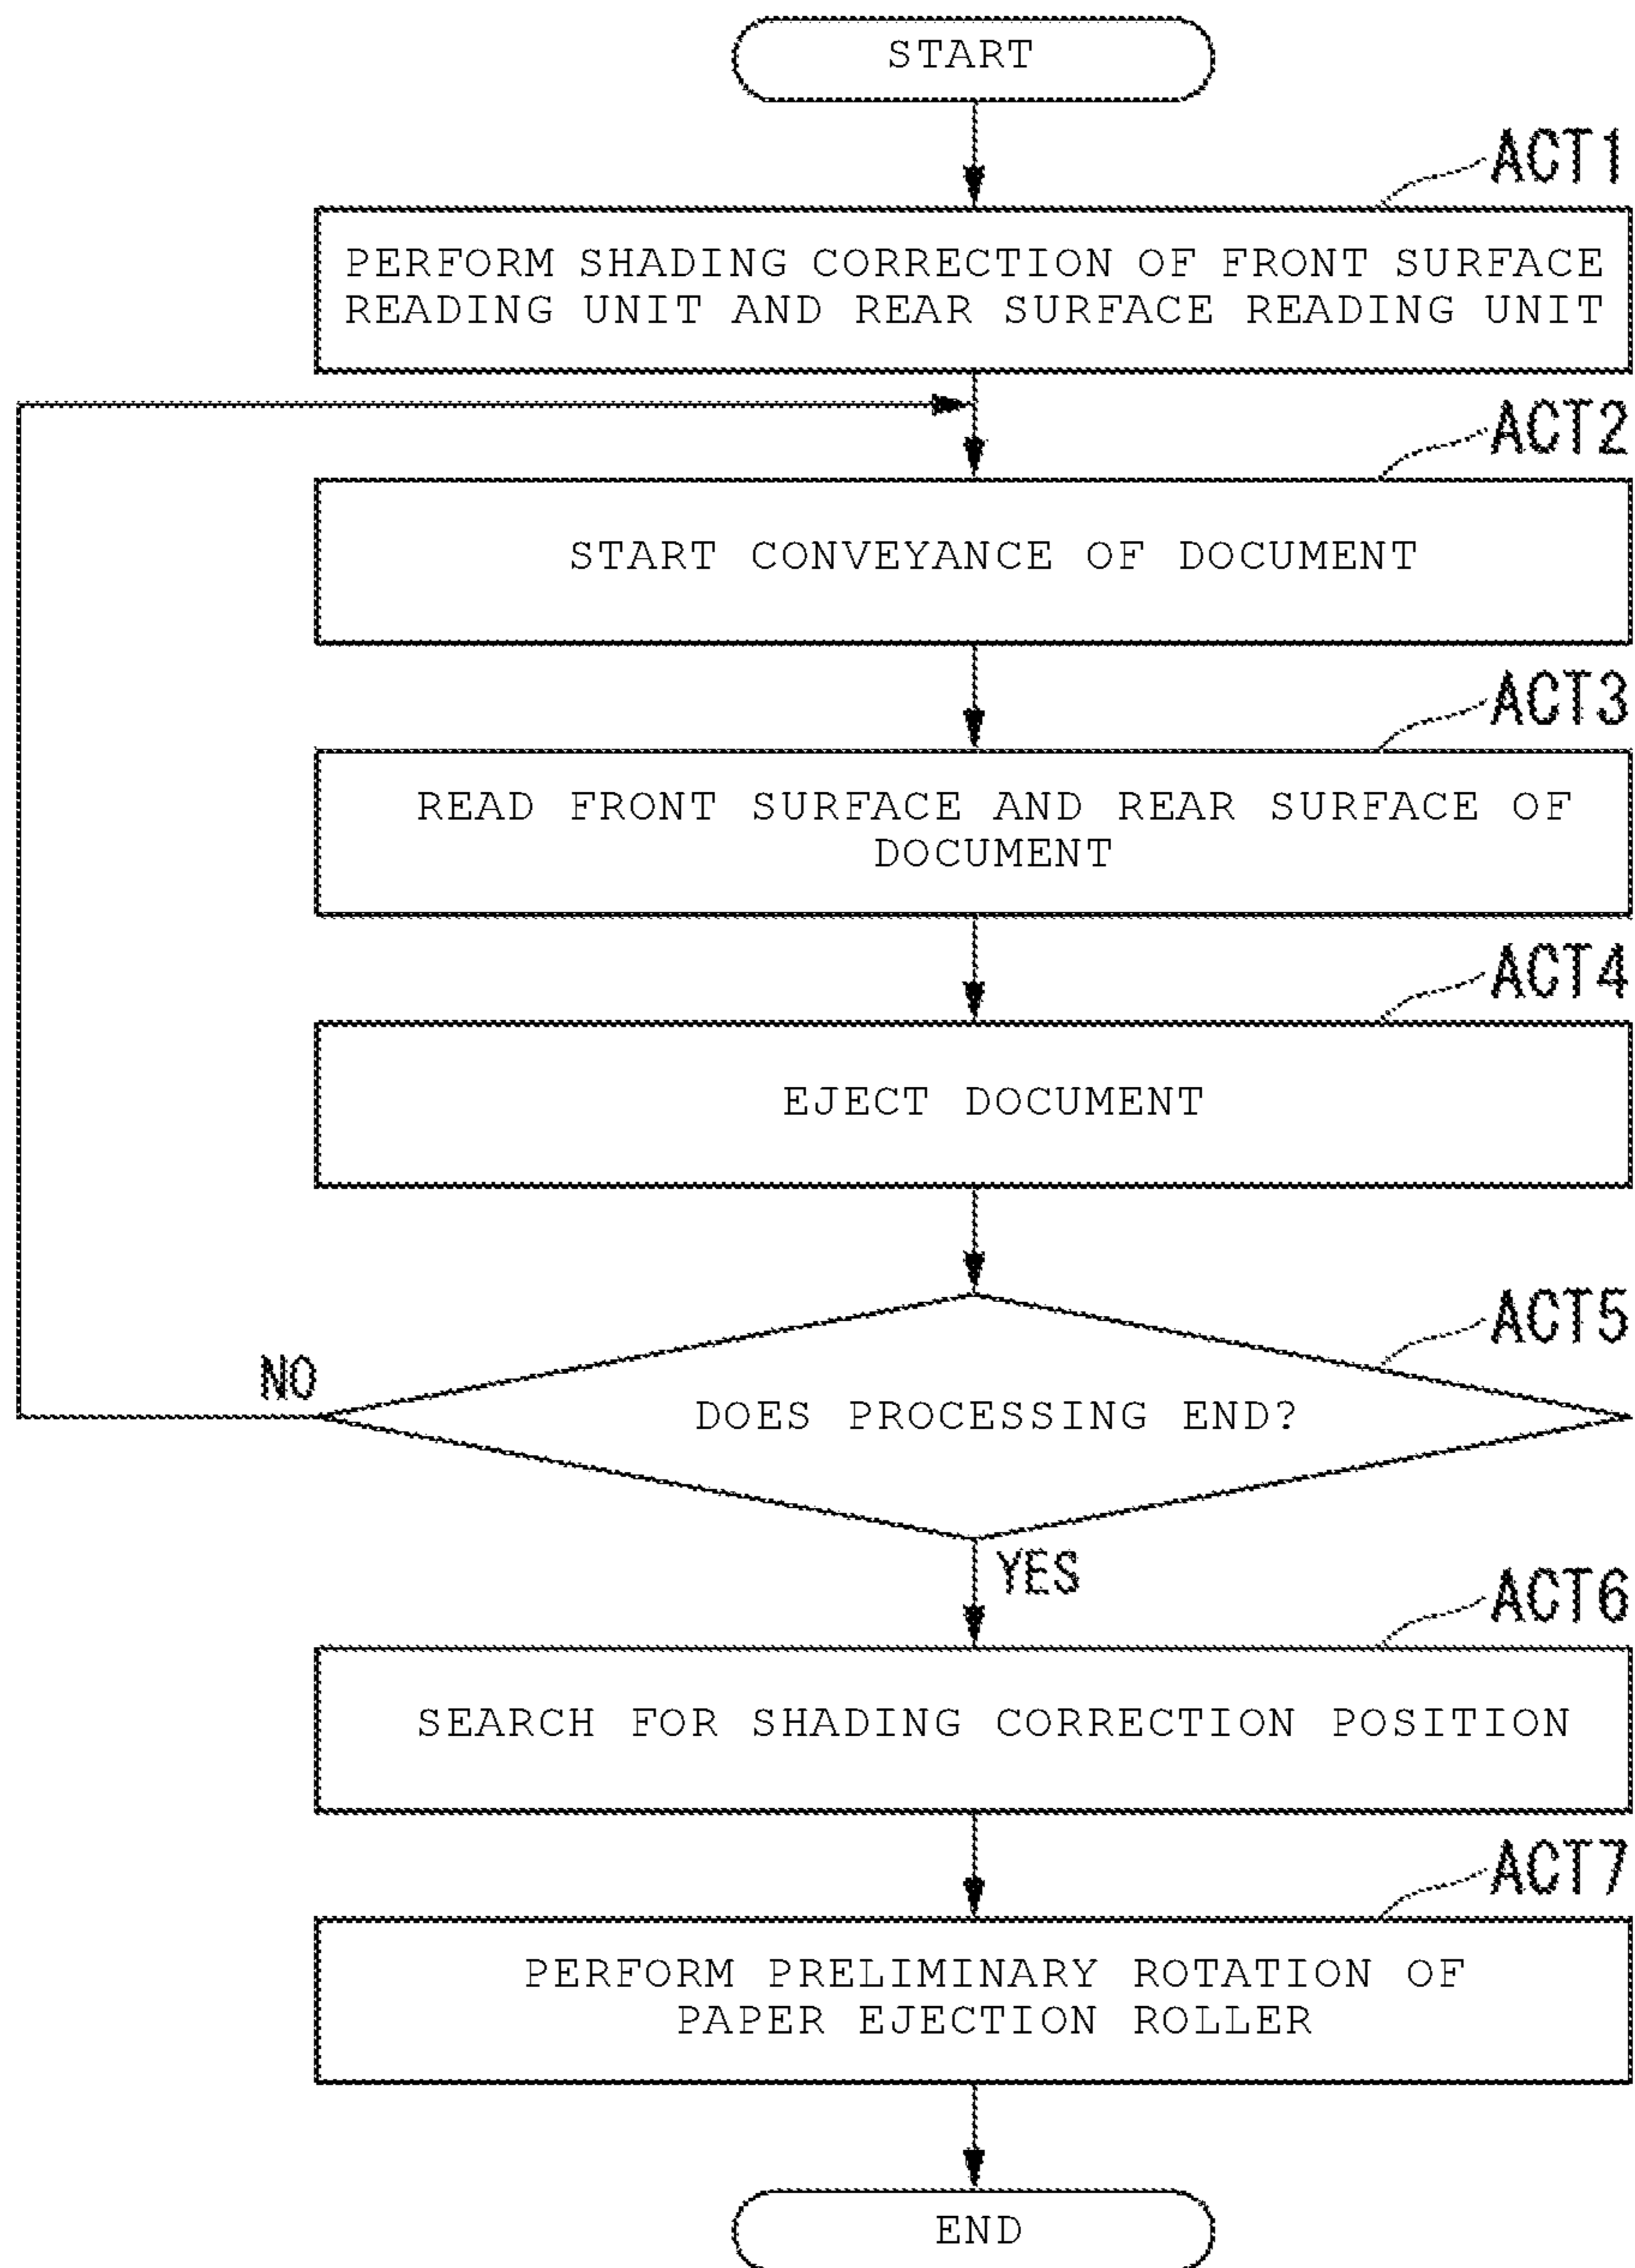 START
ACT1
PERFORM SHADING CORRECTION OF FRONT SURFACE
READING UNIT AND REAR SURFACE READING UNIT
ACT2
START CONVEYANCE OF DOCUMENT
ACT3
READ FRONT SURFACE AND REAR SURFACE OF
DOCUMENT
ACT4
EJECT DOCUMENT
ACT5
NO
DOES PROCESSING END?
YES
ACT6
SEARCH FOR SHADING CORRECTION POSITION
ACT7
PERFORM PRELIMINARY ROTATION OF
PAPER EJECTION ROLLER
END